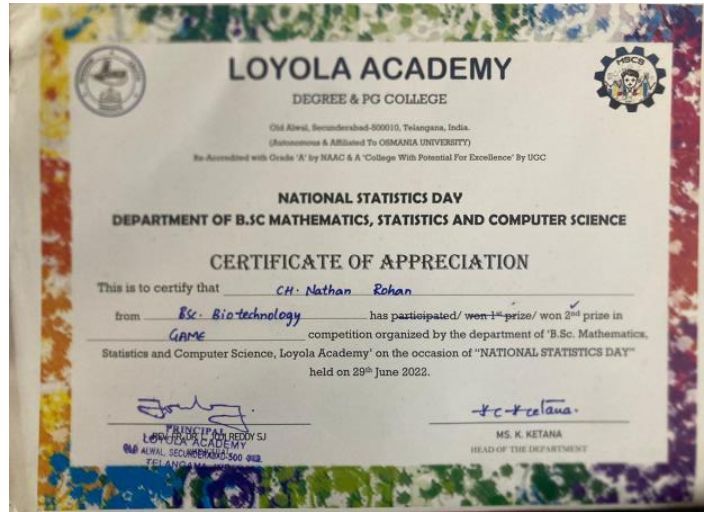 LOYOLA ACADEMY
DEGREE & PG COLLEGE
Old Alwal, Secunderabad-500010, Telangana, India.
(Autonomous & Affiliated To OSMANIA UNIVERSITY)
Re-Accredited with Grade 'A' by NAAC & A 'College With Potential For Excellence' By UGC
MSCS
NATIONAL STATISTICS DAY
DEPARTMENT OF B.SC MATHEMATICS, STATISTICS AND COMPUTER SCIENCE
CERTIFICATE OF APPRECIATION
This is to certify that CH. Nathan Rohan
from BSc. Biotechnology has participated/ won 1st prize/ won 2nd prize in
GAME competition organized by the department of 'B.Sc. Mathematics,
Statistics and Computer Science, Loyola Academy' on the occasion of "NATIONAL STATISTICS DAY"
held on 29th June 2022.
K-C-Ketana.
PRINCIPAL
REDDY SJ
LOYOLA ACADEMY
OLD ALWAL, SECUNDERABAD-500
TELANGANA
MS. K. KETANA
HEAD OF THE DEPARTMENT